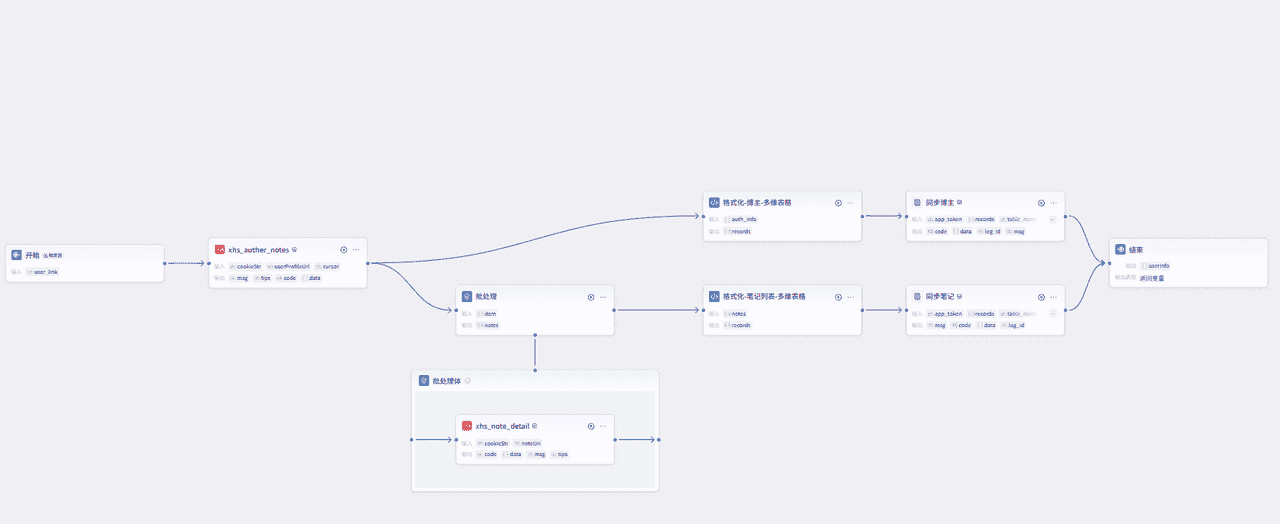 格式化-博主-多维表格
输入 auth_info
输出 records
同步博主
输入 app_token records
输出 code data log_id msg
开始
输入 user_link
xhs_auther_notes
输入 cookieStr userProfileUrl cursor
输出 msg tips code data
结束
输出 userInfo
返回变量
批处理
输入 item
输出 notes
格式化-笔记列表-多维表格
输入 notes
输出 records
同步笔记
输入 app_token records
输出 msg code data log_id
批处理体
xhs_note_detail
输入 cookieStr noteUrl
输出 code data msg tips